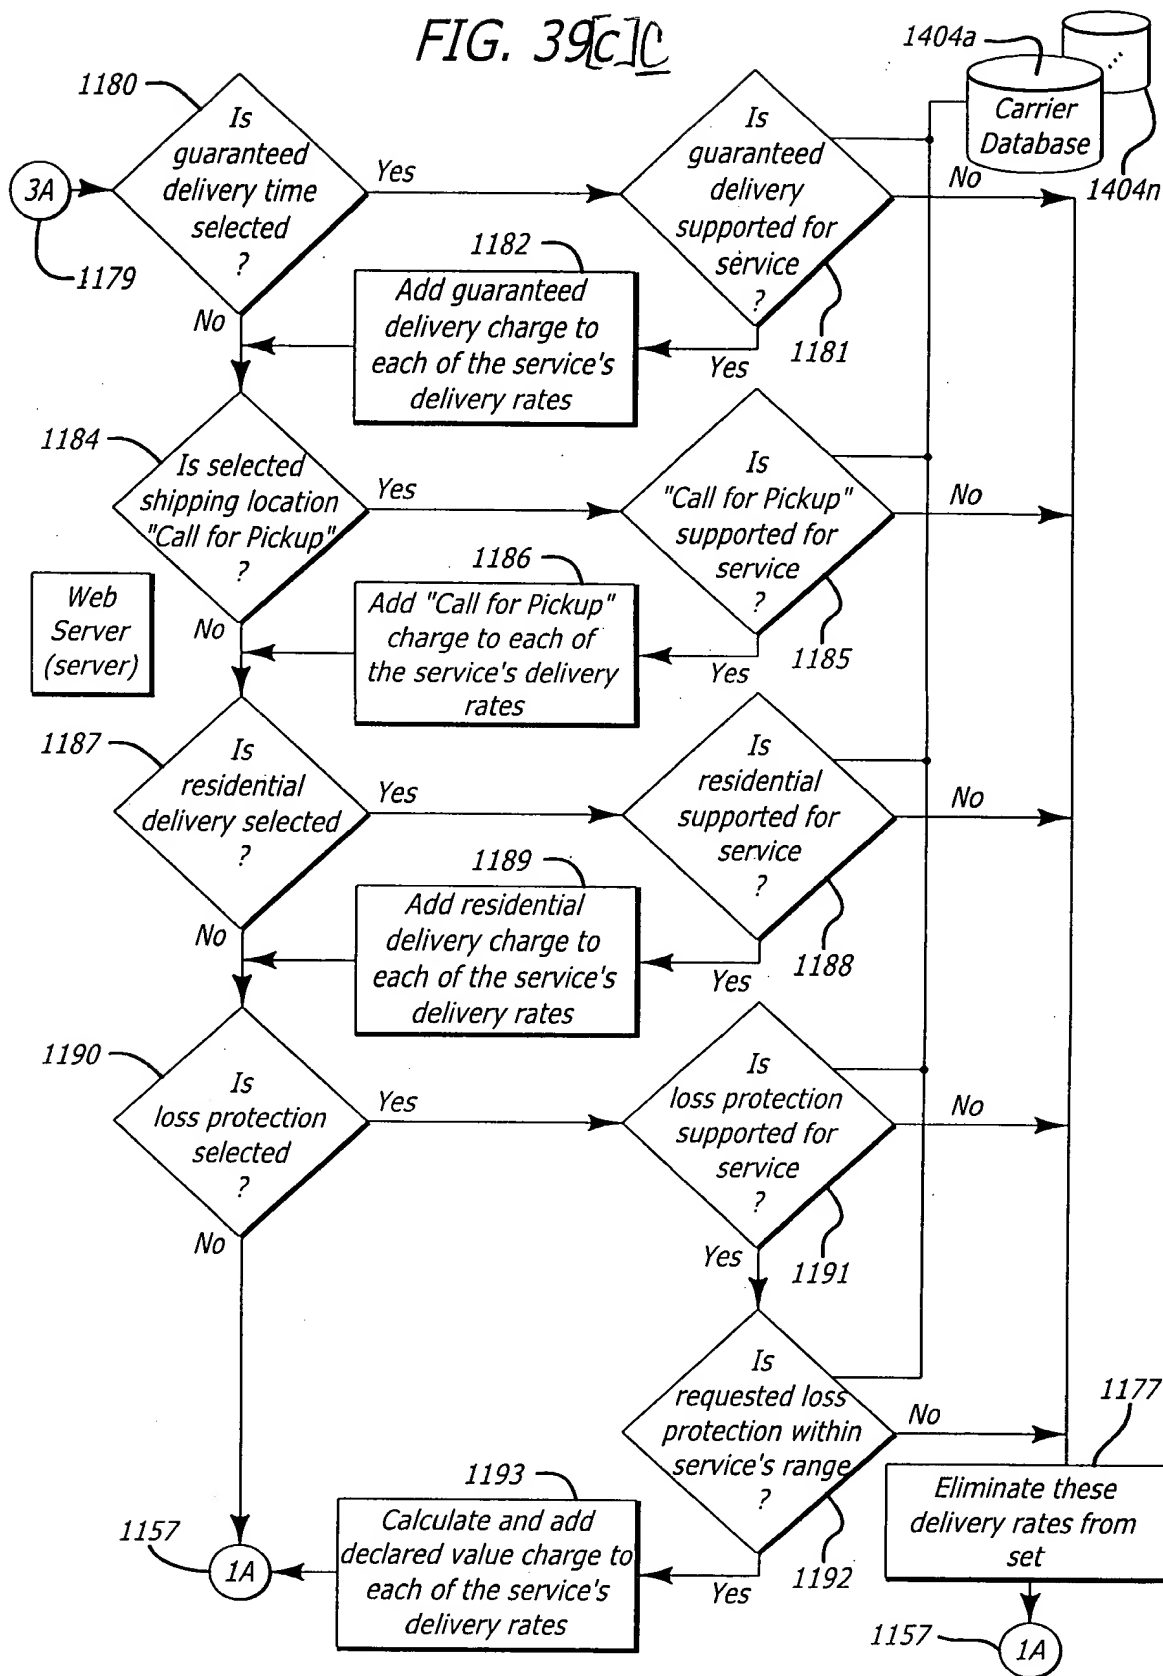 FIG. 39[c]C
1404a
1180
Carrier
Database
1404n
Is
guaranteed
delivery time
selected
?
Yes
Is
guaranteed
delivery
supported for
service
?
No
3A
1179
1182
Add guaranteed
delivery charge to
each of the service's
delivery rates
No
Yes
1181
1184
Is selected
shipping location
"Call for Pickup"
?
Yes
Is
"Call for Pickup"
supported for
service
?
No
Web
Server
(server)
1186
Add "Call for Pickup"
charge to each of
the service's delivery
rates
No
Yes
1185
1187
Is
residential
delivery selected
?
Yes
Is
residential
supported for
service
?
No
1189
Add residential
delivery charge to
each of the service's
delivery rates
No
Yes
1188
1190
Is
loss protection
selected
?
Yes
Is
loss protection
supported for
service
?
No
No
Yes
1191
Is
requested loss
protection within
service's range
?
No
1177
Eliminate these
delivery rates from
set
1193
Calculate and add
declared value charge to
each of the service's
delivery rates
Yes
1192
1157
1A
1157
1A